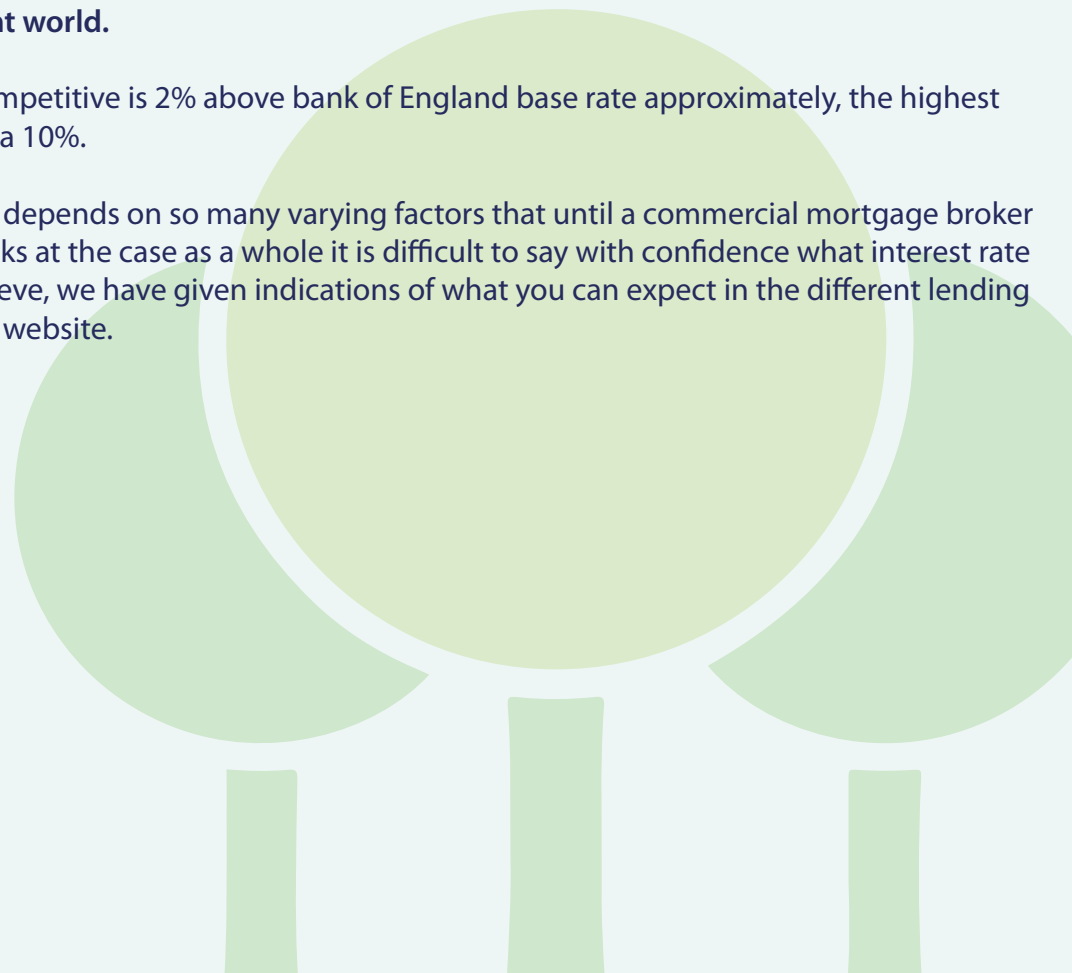 at world.
mpetitive is 2% above bank of England base rate approximately, the highest
a 10%.
depends on so many varying factors that until a commercial mortgage broker
ks at the case as a whole it is difficult to say with confidence what interest rate
eve, we have given indications of what you can expect in the different lending
website.